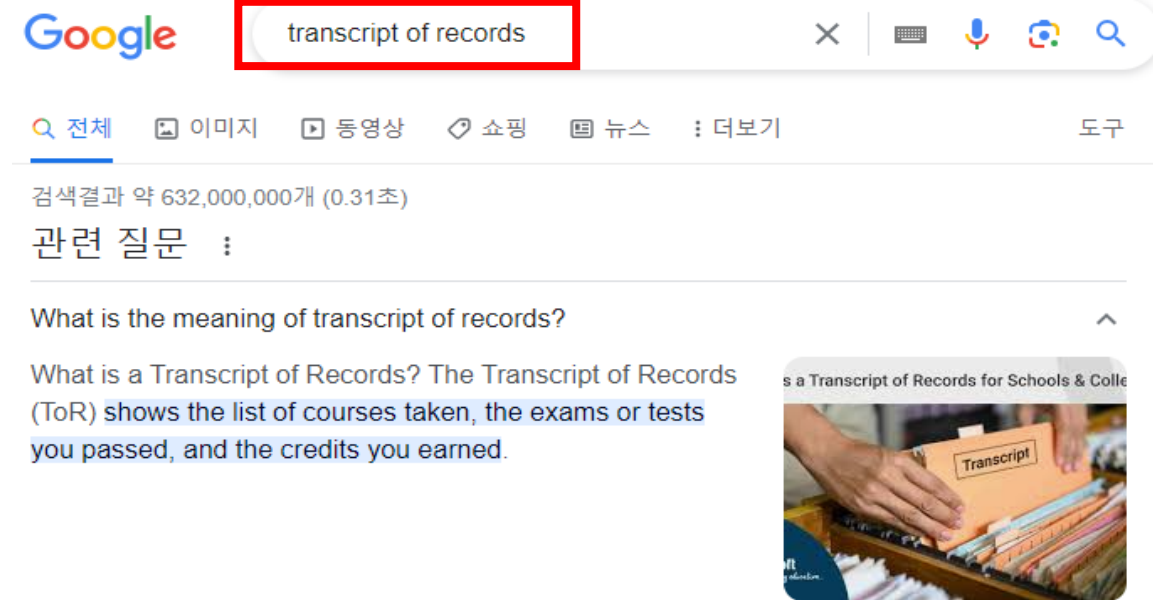 Google
transcript of records
전체 이미지 동영상 쇼핑 뉴스 더보기 도구
검색결과 약 632,000,000개 (0.31초)
관련 질문
What is the meaning of transcript of records?
What is a Transcript of Records? The Transcript of Records
(ToR) shows the list of courses taken, the exams or tests
you passed, and the credits you earned.
s a Transcript of Records for Schools & Colle
Transcript